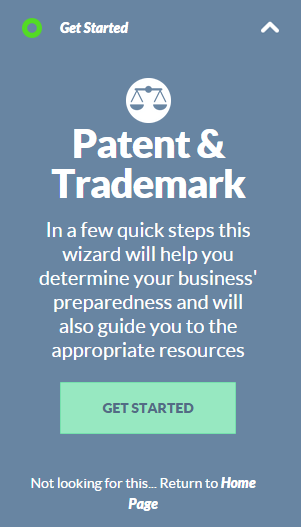 Get Started
Patent &
Trademark
In a few quick steps this
wizard will help you
determine your business'
preparedness and will
also guide you to the
appropriate resources
GET STARTED
Not looking for this... Return to Home
Page